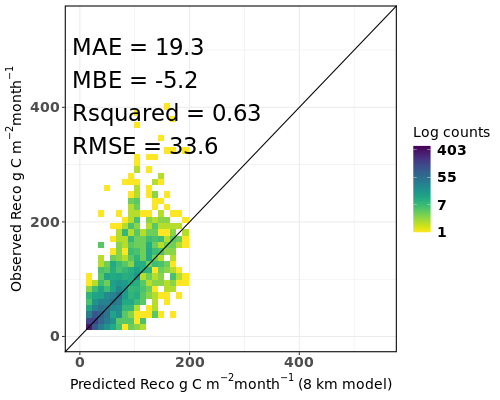 MAE = 19.3
MBE = -5.2
Rsquared = 0.63
RMSE = 33.6
Observed Reco g C m⁻²month⁻¹
400
200
0
0 200 400
Predicted Reco g C m⁻²month⁻¹ (8 km model)
Log counts
403
55
7
1